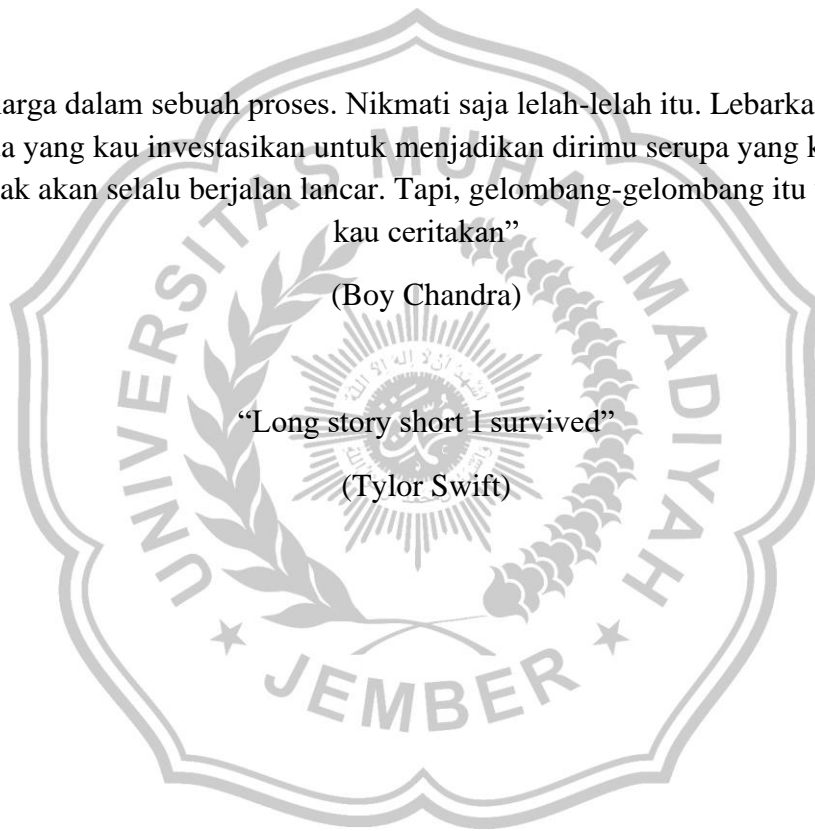 arga dalam sebuah proses. Nikmati saja lelah-lelah itu. Lebarka
a yang kau investasikan untuk menjadikan dirimu serupa yang k
ak akan selalu berjalan lancar. Tapi, gelombang-gelombang itu
kau ceritakan”
(Boy Chandra)
“Long story short I survived”
(Tylor Swift)
UNIVERSITAS MUHAMMADIYAH
JEMBER